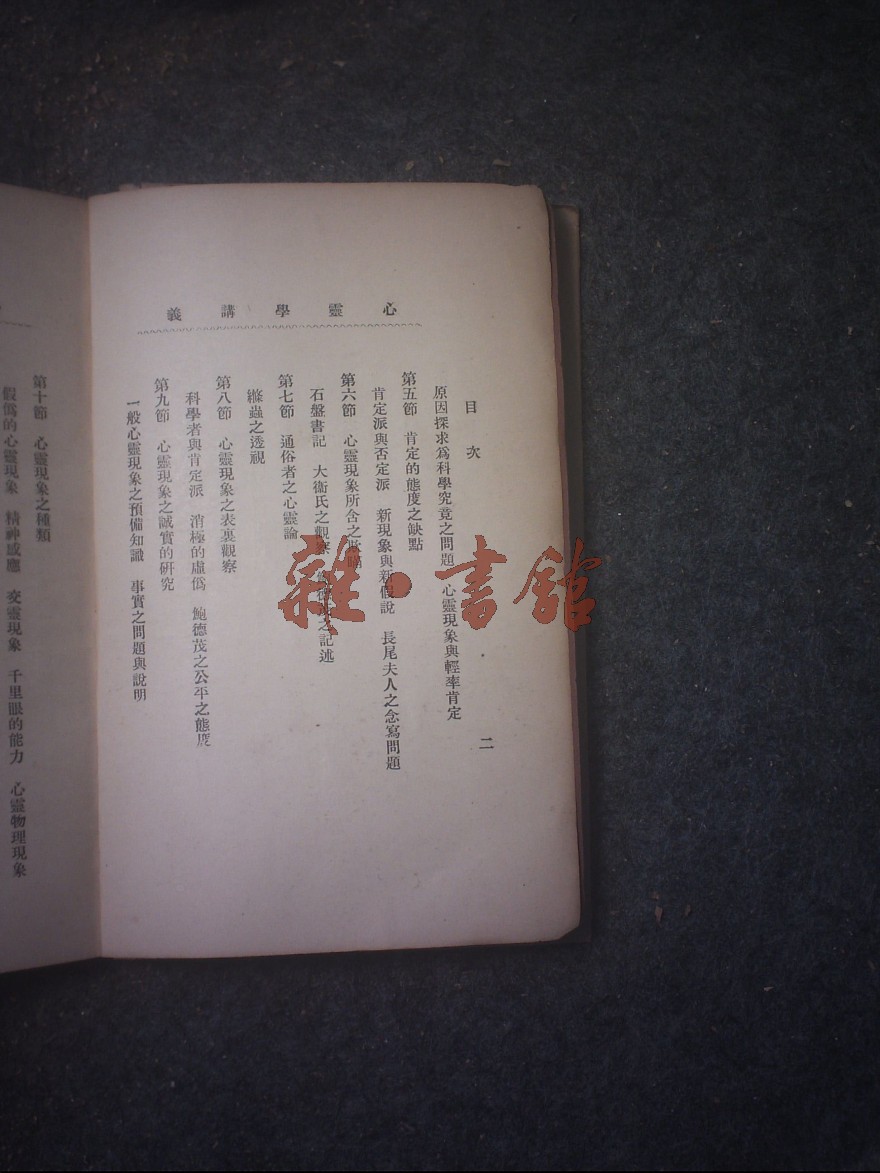 心靈學講義
目次
二
原因探求爲科學究竟之問題 心靈現象與輕率肯定
第五節 肯定的態度之缺點
肯定派與否定派 新現象與新假說 長尾夫人之念寫問題
第六節 心靈現象所含之欺瞞
石盤書記 大衞氏之觀察 之記述
第七節 通俗者之心靈論
縧蟲之透視
第八節 心靈現象之表裏觀察
科學者與肯定派 消極的虛僞 鮑德茂之公平之態度
第九節 心靈現象之誠實的研究
一般心靈現象之預備知識 事實之問題與說明
第十節 心靈現象之種類
假僞的心靈現象 精神感應 交靈現象 千里眼的能力 心靈物理現象
雜·書館